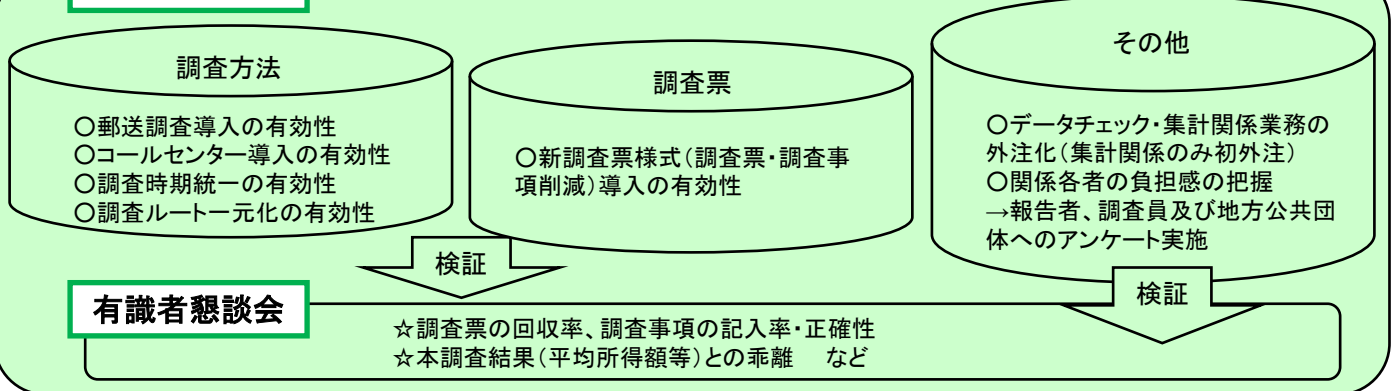 調査方法
○郵送調査導入の有効性
○コールセンター導入の有効性
○調査時期統一の有効性
○調査ルート一元化の有効性
調査票
○新調査票様式(調査票・調査事
項削減)導入の有効性
その他
○データチェック・集計関係業務の
外注化(集計関係のみ初外注)
○関係各者の負担感の把握
→報告者、調査員及び地方公共団
体へのアンケート実施
検証
検証
有識者懇談会
☆調査票の回収率、調査事項の記入率・正確性
☆本調査結果(平均所得額等)との乖離 など